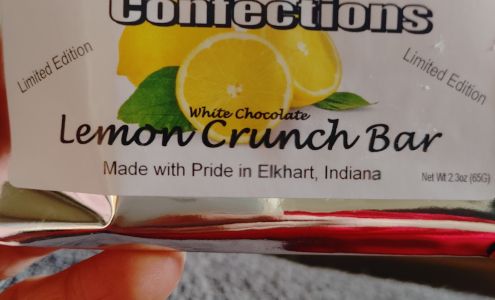 Confections
Limited Edition
Limited Edition
White Chocolate
Lemon Crunch Bar
Made with Pride in Elkhart, Indiana
Net Wt 2.3oz (65G)